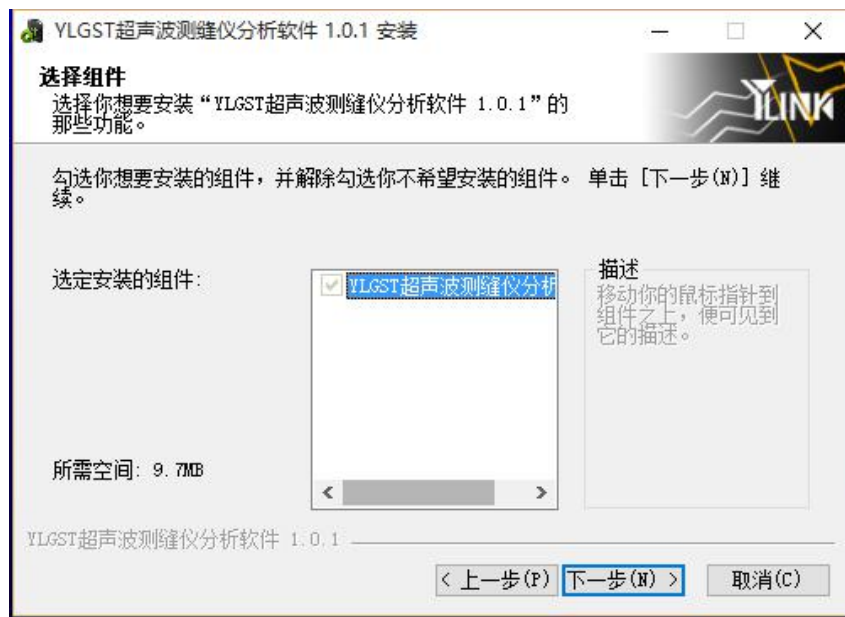 YLGST超声波测缝仪分析软件 1.0.1 安装
选择组件
选择你想要安装“YLGST超声波测缝仪分析软件 1.0.1”的
那些功能。
YLINK
勾选你想要安装的组件，并解除勾选你不希望安装的组件。 单击 [下一步(N)] 继
续。
选定安装的组件:
YLGST超声波测缝仪分析
描述
移动你的鼠标指针到
组件之上，便可见到
它的描述。
所需空间: 9.7MB
YLGST超声波测缝仪分析软件 1.0.1
< 上一步(P)
下一步(N) >
取消(C)